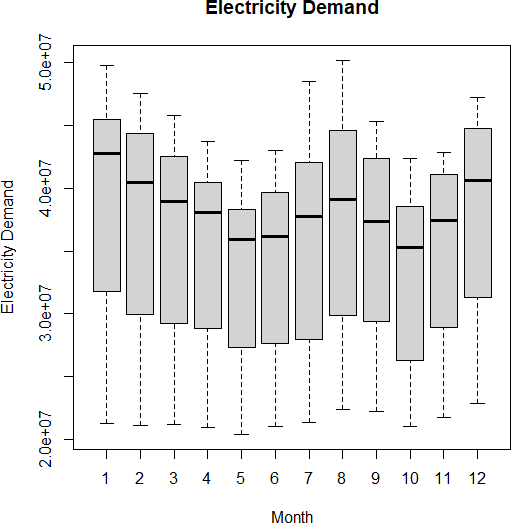 Electricity Demand
5.0e+07
4.0e+07
3.0e+07
2.0e+07
Electricity Demand
1 2 3 4 5 6 7 8 9 10 11 12
Month